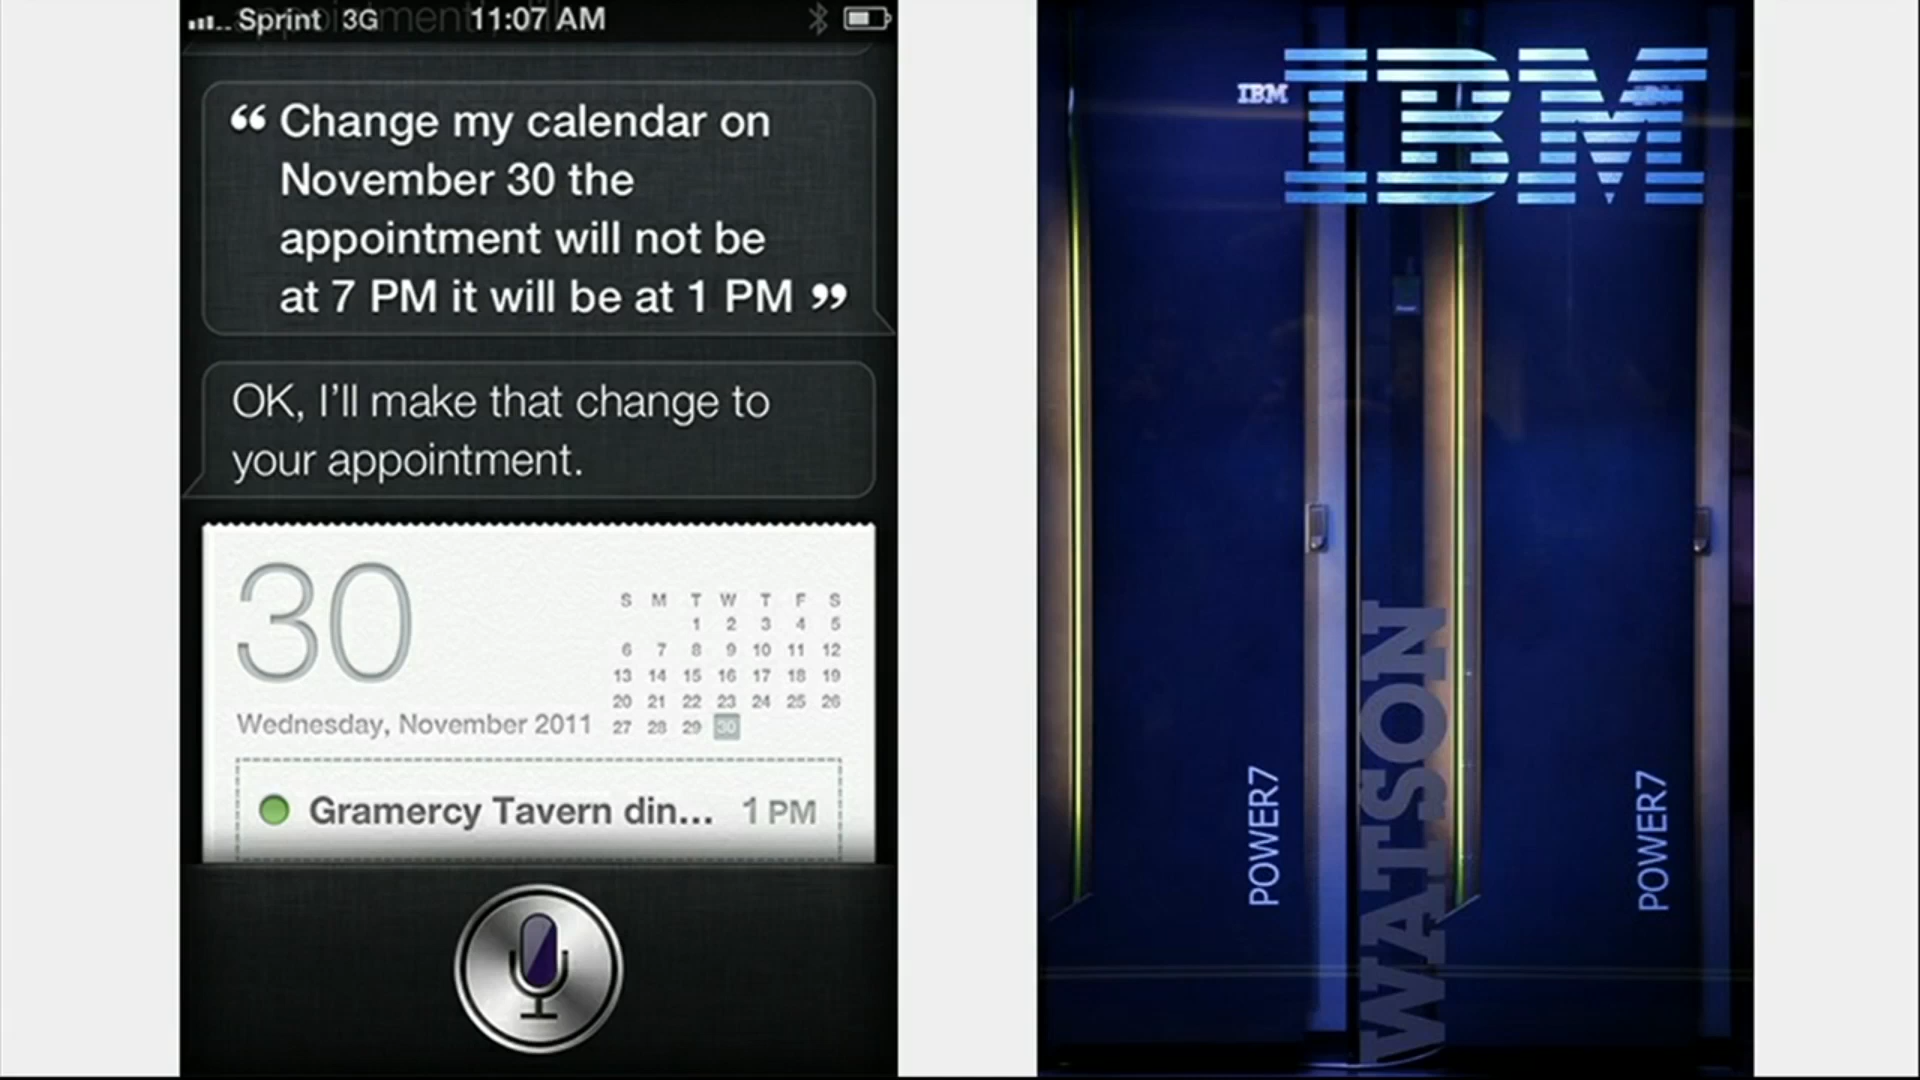 Sprint 3G 11:07 AM
“ Change my calendar on
November 30 the
appointment will not be
at 7 PM it will be at 1 PM ”
OK, I'll make that change to
your appointment.
30
Wednesday, November 2011
S M T W T F S
1 2 3 4 5
6 7 8 9 10 11 12
13 14 15 16 17 18 19
20 21 22 23 24 25 26
27 28 29 30
Gramercy Tavern din... 1 PM
IBM
IBM
POWER7
WATSON
POWER7